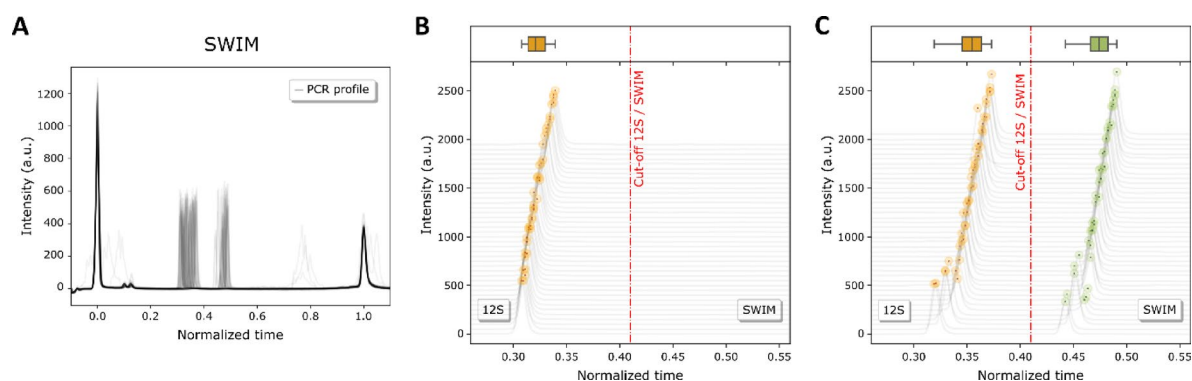 A
SWIM
PCR profile
Intensity (a.u.)
1200
1000
800
600
400
200
0
0.0 0.2 0.4 0.6 0.8 1.0
Normalized time
B
Intensity (a.u.)
2500
2000
1500
1000
500
0
Cut-off 12S / SWIM
12S
SWIM
0.30 0.35 0.40 0.45 0.50 0.55
Normalized time
C
Intensity (a.u.)
2500
2000
1500
1000
500
0
Cut-off 12S / SWIM
12S
SWIM
0.30 0.35 0.40 0.45 0.50 0.55
Normalized time